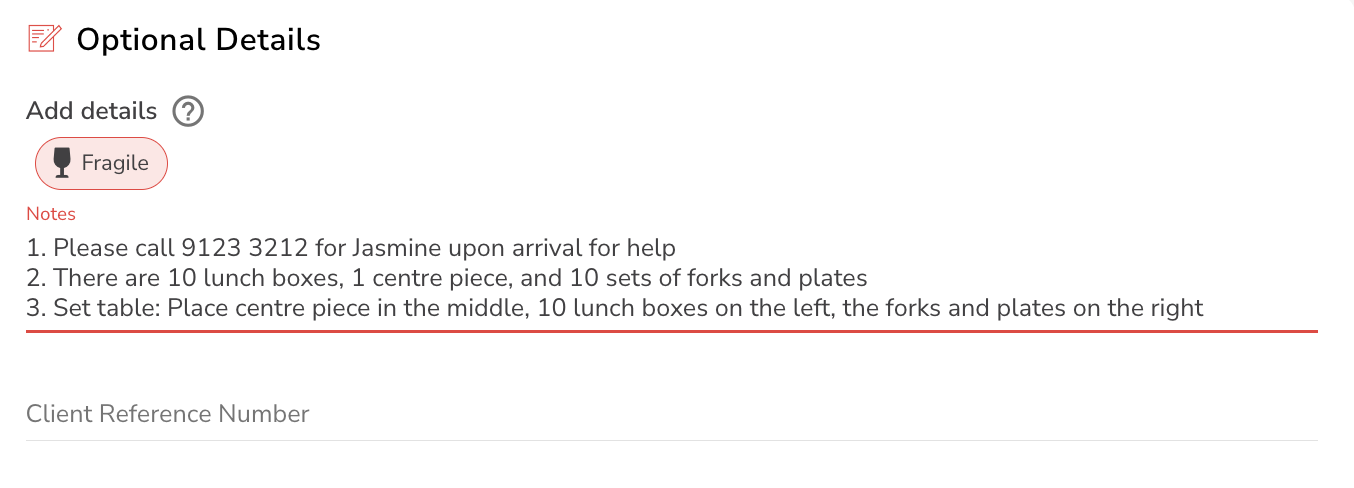 Optional Details
Add details ?
Fragile
Notes
1. Please call 9123 3212 for Jasmine upon arrival for help
2. There are 10 lunch boxes, 1 centre piece, and 10 sets of forks and plates
3. Set table: Place centre piece in the middle, 10 lunch boxes on the left, the forks and plates on the right
Client Reference Number